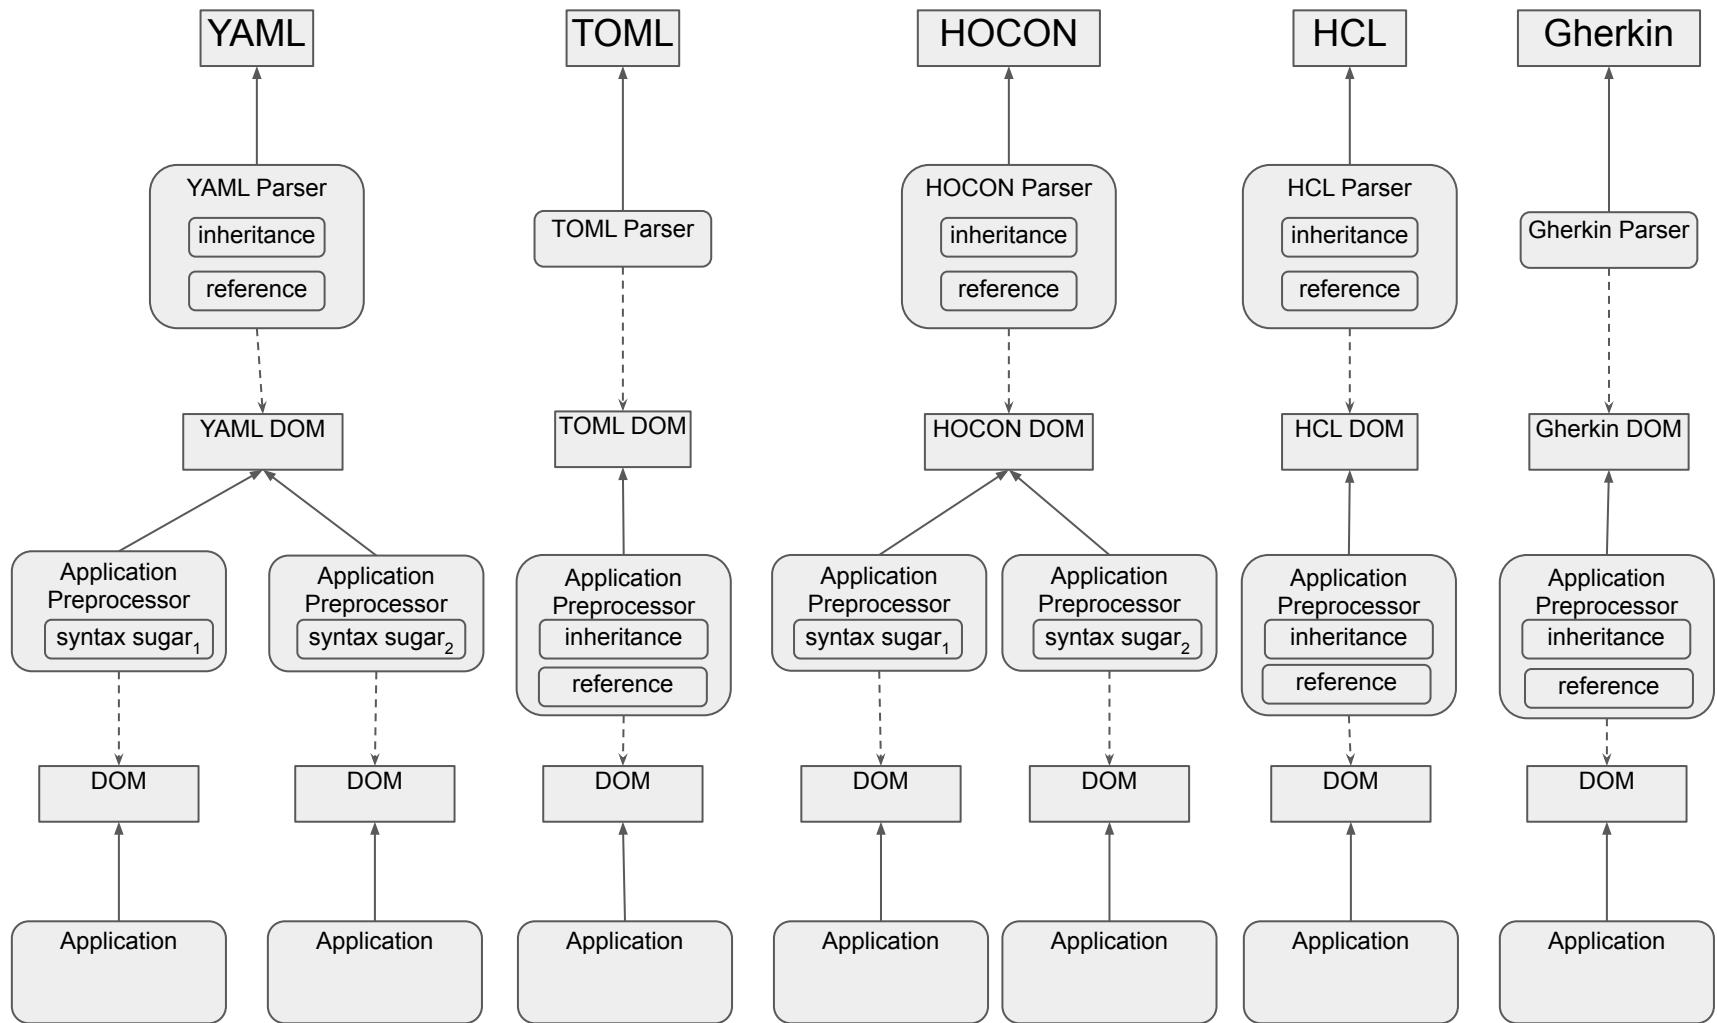 YAML
TOML
HOCON
HCL
Gherkin
YAML Parser
inheritance
reference
TOML Parser
HOCON Parser
inheritance
reference
HCL Parser
inheritance
reference
Gherkin Parser
YAML DOM
TOML DOM
HOCON DOM
HCL DOM
Gherkin DOM
Application
Preprocessor
syntax sugar1
Application
Preprocessor
syntax sugar2
Application
Preprocessor
inheritance
reference
Application
Preprocessor
syntax sugar1
Application
Preprocessor
syntax sugar2
Application
Preprocessor
inheritance
reference
Application
Preprocessor
inheritance
reference
DOM
DOM
DOM
DOM
DOM
DOM
DOM
Application
Application
Application
Application
Application
Application
Application